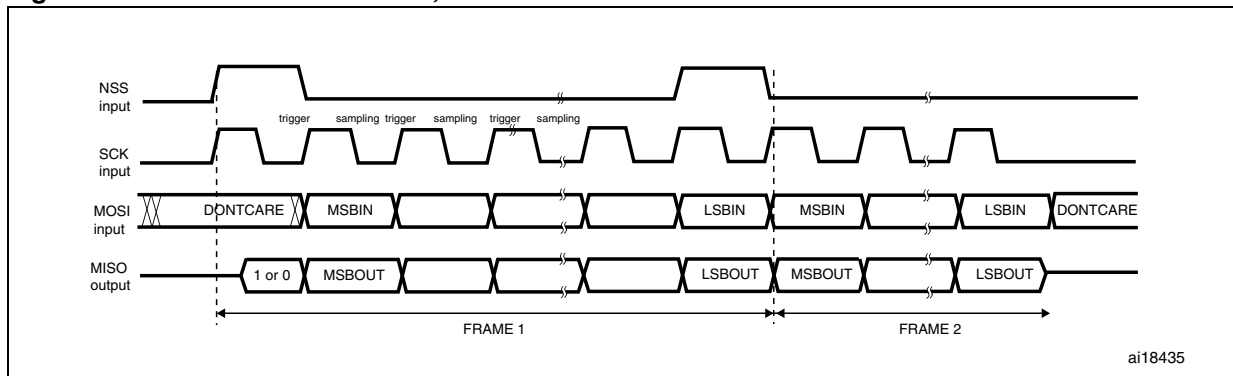 NSS
input
trigger sampling trigger sampling trigger sampling
SCK
input
MOSI
input
DONTCARE MSBIN LSBIN MSBIN LSBIN DONTCARE
MISO
output
1 or 0 MSBOUT LSBOUT MSBOUT LSBOUT
FRAME 1 FRAME 2
ai18435